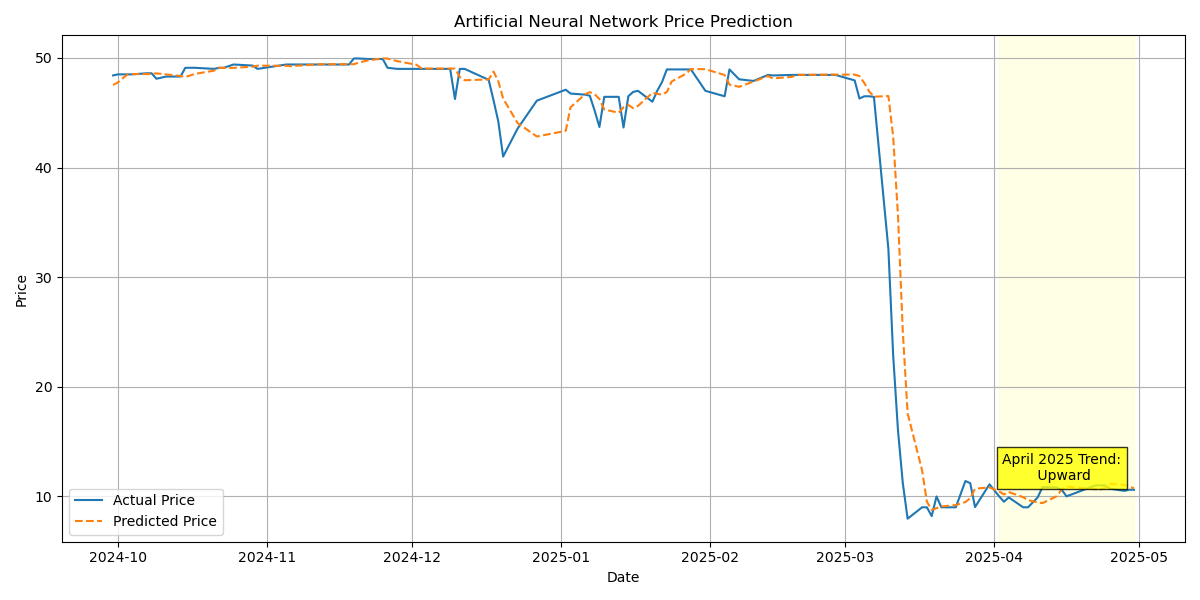 Artificial Neural Network Price Prediction
Price
50
40
30
20
10
April 2025 Trend:
Upward
Actual Price
Predicted Price
2024-10
2024-11
2024-12
2025-01
2025-02
2025-03
2025-04
2025-05
Date